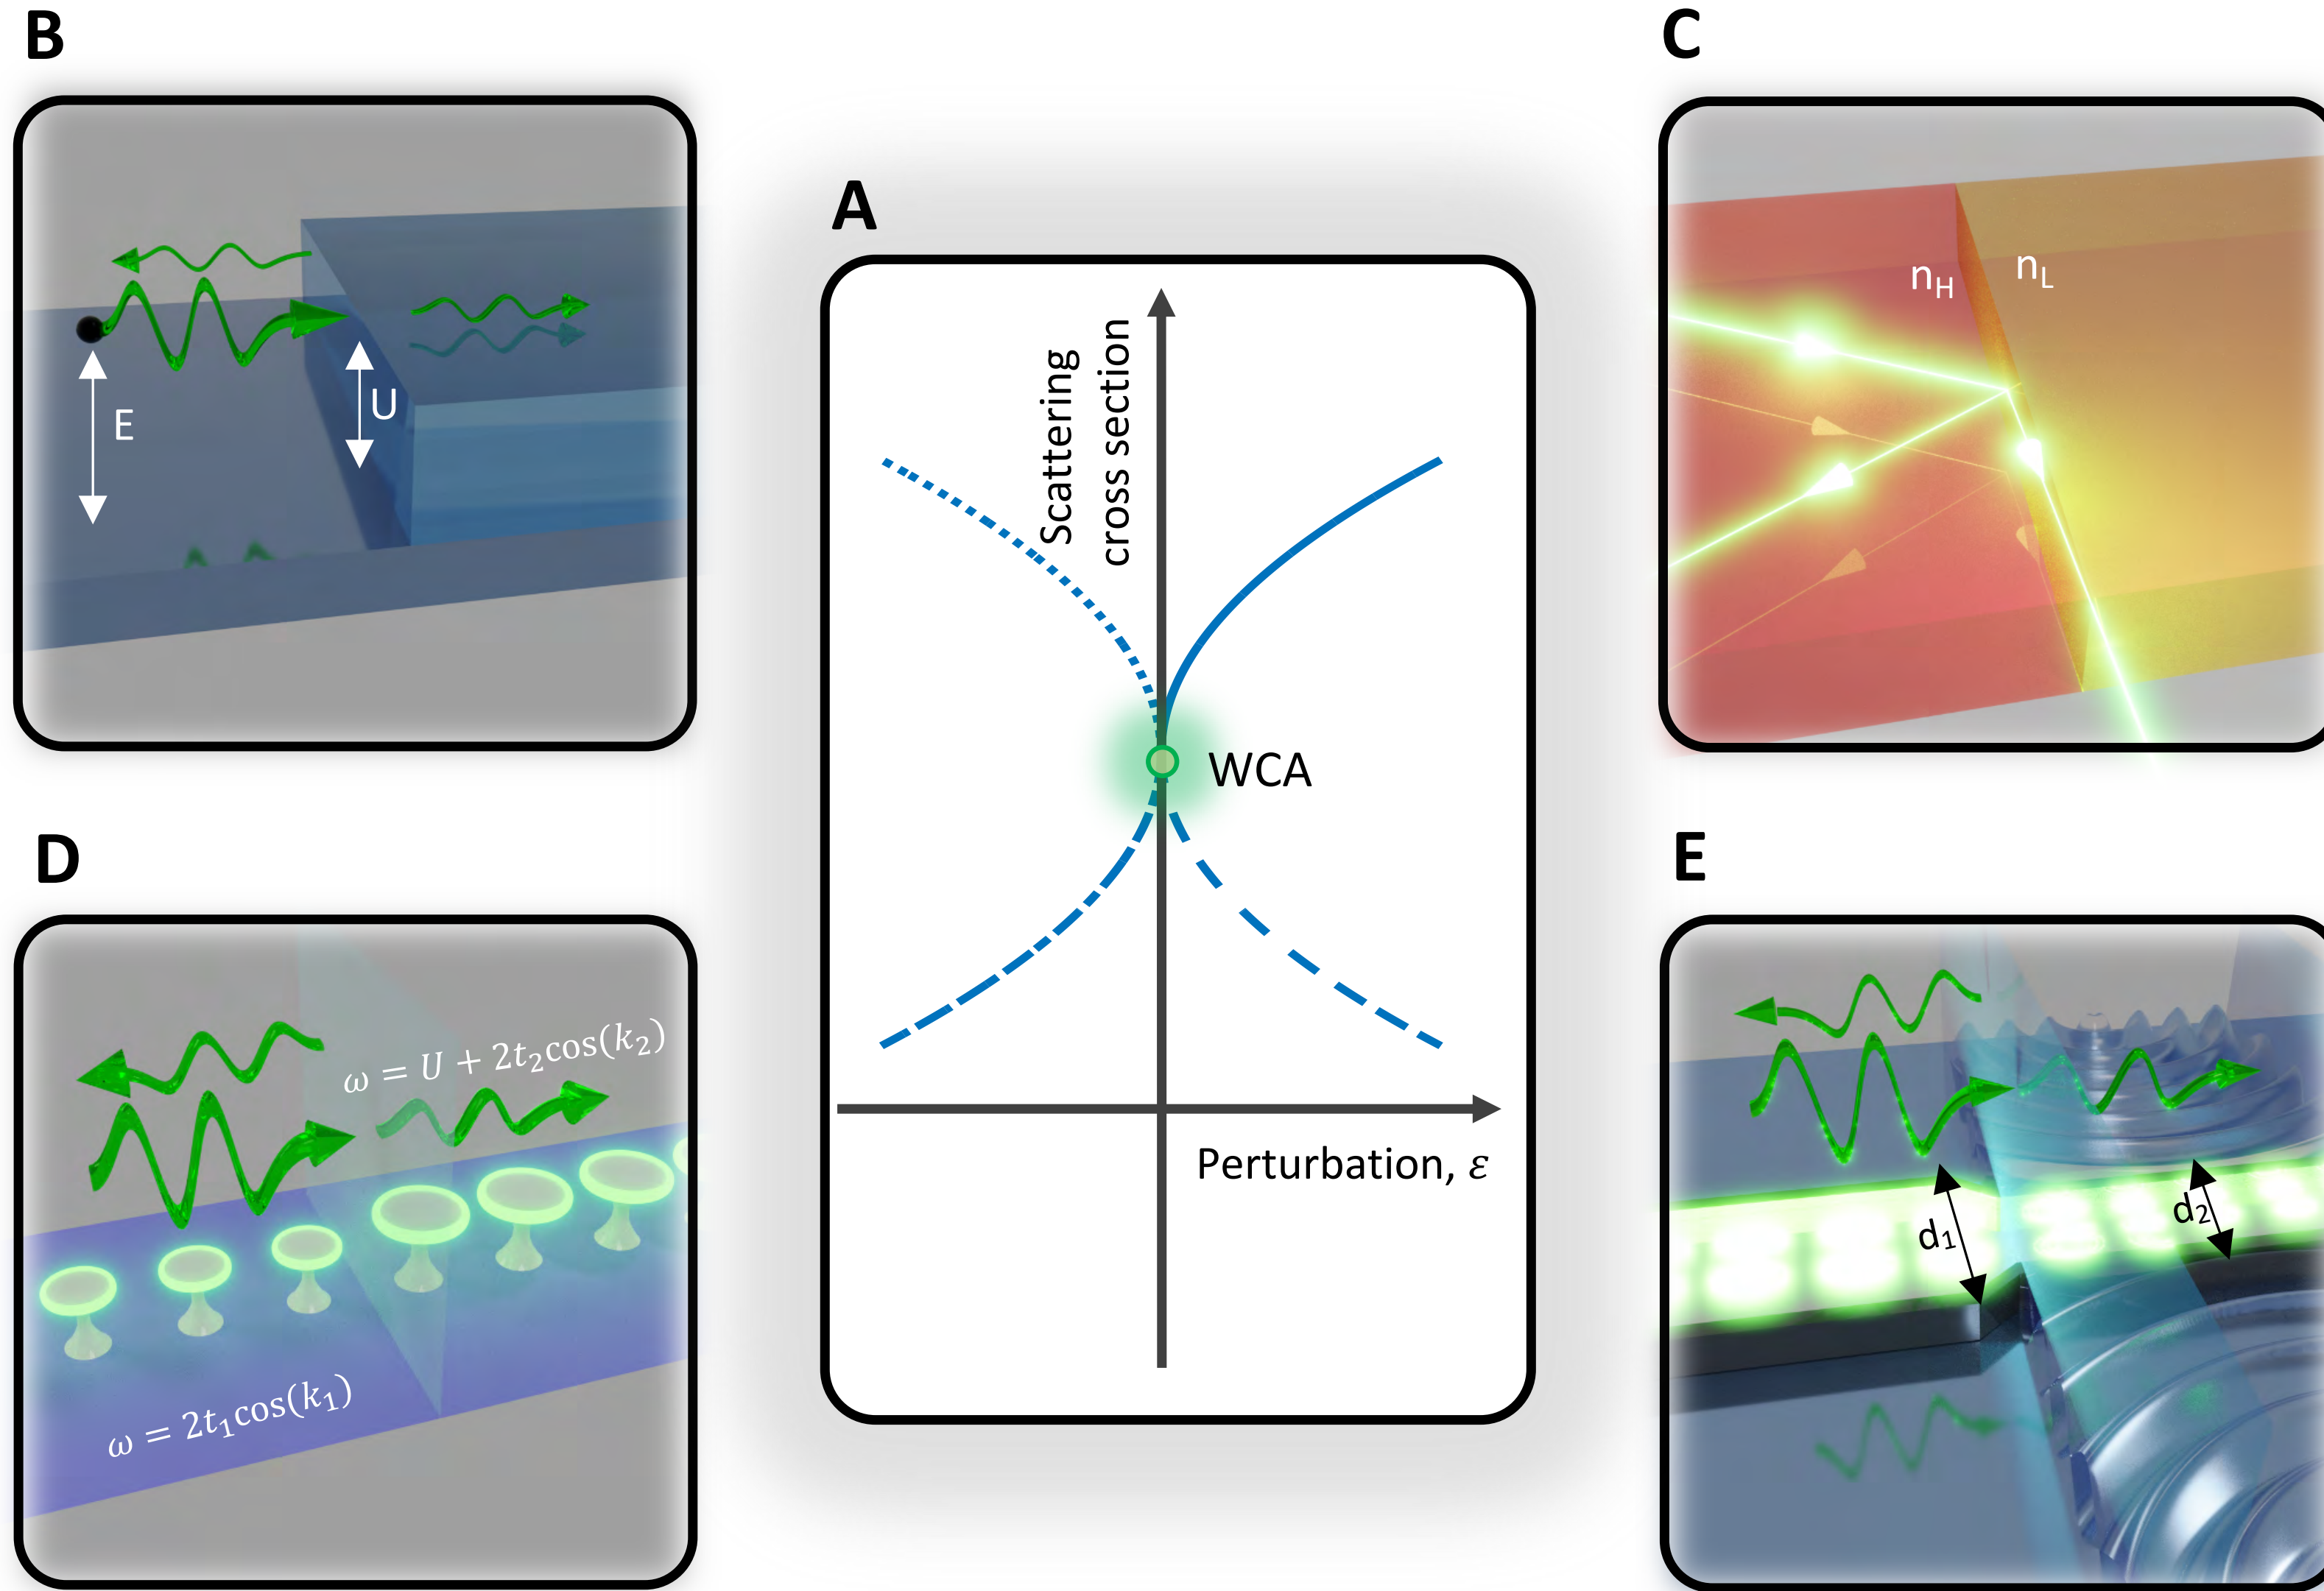 B
E
U
A
Scattering
cross section
WCA
Perturbation, ε
C
n_H
n_L
D
ω = U + 2t₂cos(k₂)
ω = 2t₁cos(k₁)
E
d₁
d₂